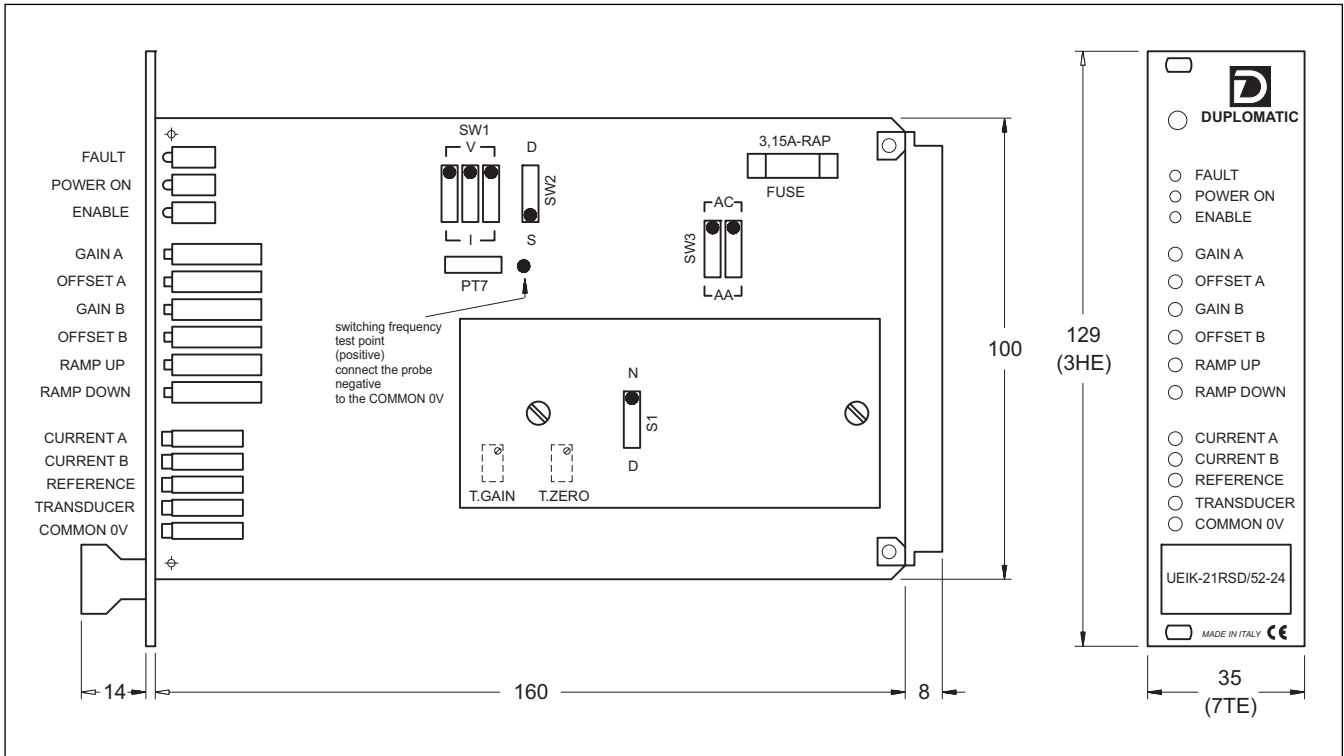 FAULT
POWER ON
ENABLE
GAIN A
OFFSET A
GAIN B
OFFSET B
RAMP UP
RAMP DOWN
CURRENT A
CURRENT B
REFERENCE
TRANSDUCER
COMMON 0V
SW1
V
I
D
SW2
S
PT7
switching frequency
test point
(positive)
connect the probe
negative
to the COMMON 0V
3,15A-RAP
FUSE
AC
SW3
AA
N
S1
D
T.GAIN
T.ZERO
100
14
160
8
129
(3HE)
D
DUPLOMATIC
FAULT
POWER ON
ENABLE
GAIN A
OFFSET A
GAIN B
OFFSET B
RAMP UP
RAMP DOWN
CURRENT A
CURRENT B
REFERENCE
TRANSDUCER
COMMON 0V
UEIK-21RSD/52-24
MADE IN ITALY CE
35
(7TE)